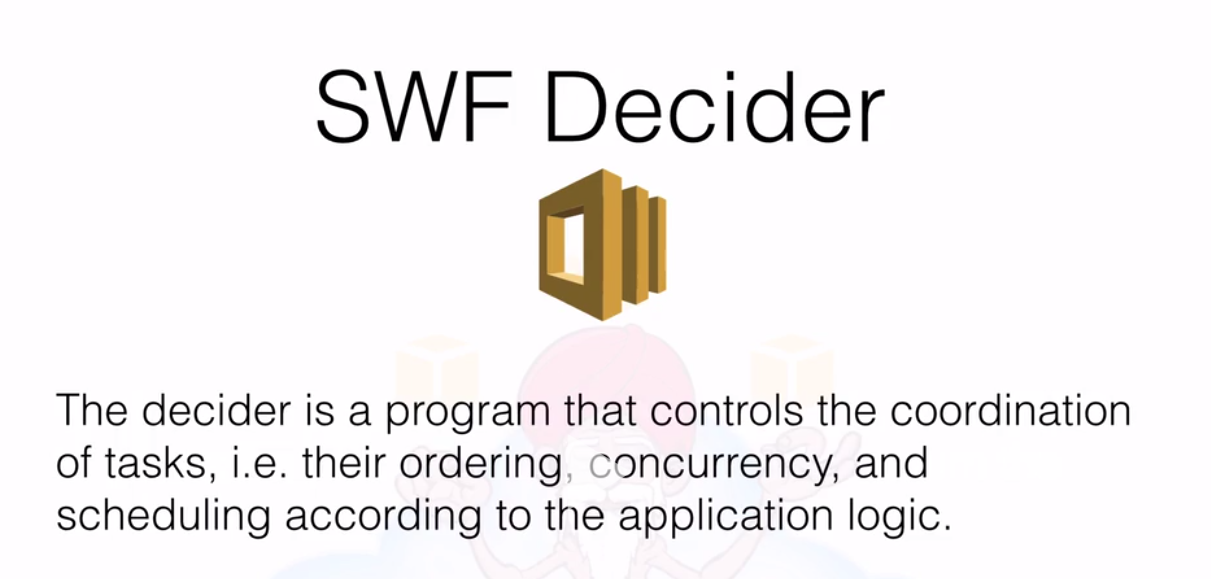 SWF Decider
The decider is a program that controls the coordination
of tasks, i.e. their ordering, concurrency, and
scheduling according to the application logic.